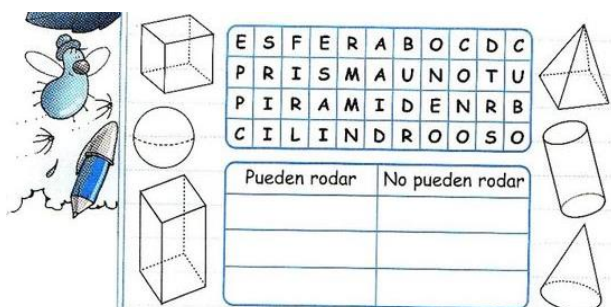 E S F E R A B O C D C
P R I S M A U N O T U
P I R A M I D E N R B
C I L I N D R O O S O
Pueden rodar No pueden rodar